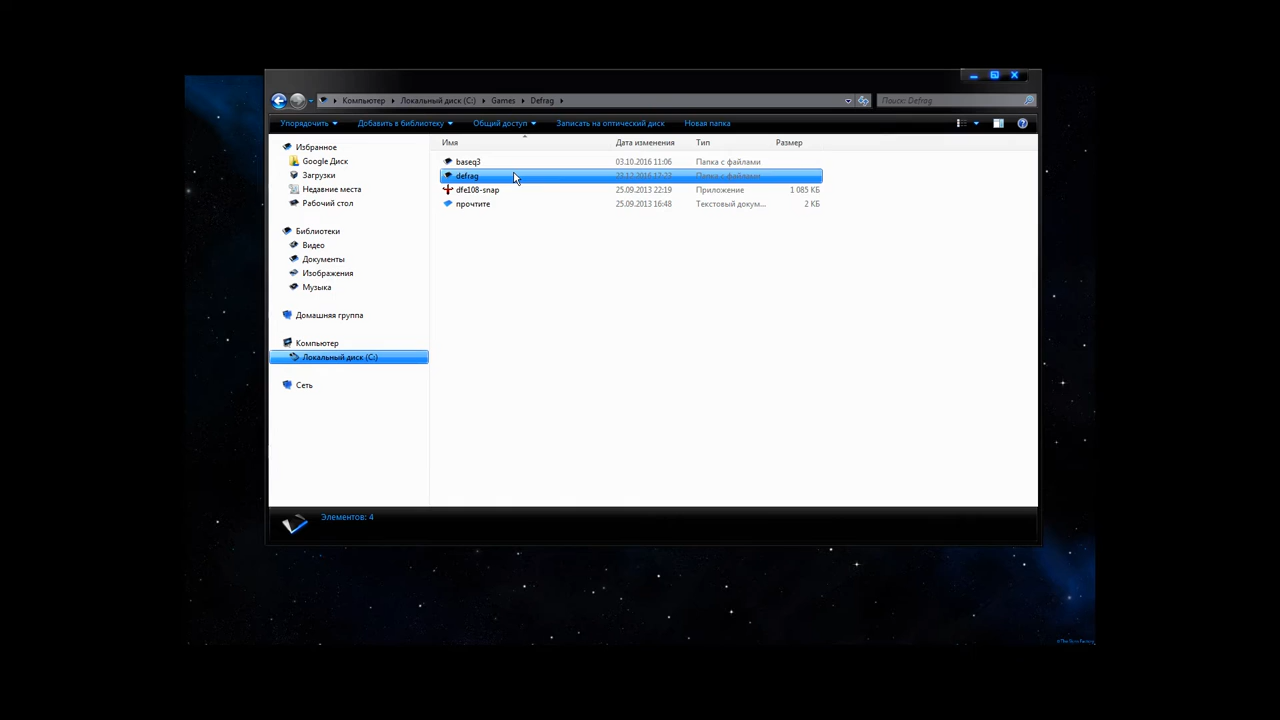 Компьютер Локальный диск (C:) Games Defrag Поиск: Defrag
Упорядочить Добавить в библиотеку Общий доступ Записать на оптический диск Новая папка
Имя Дата изменения Тип Размер
Избранное
Google Диск
Загрузки
Недавние места
Рабочий стол
Библиотеки
Видео
Документы
Изображения
Музыка
Домашняя группа
Компьютер
Локальный диск (C:)
Сеть
baseq3 03.10.2016 11:06 Папка с файлами
defrag Папка с файлами
dfe108-snap 25.09.2013 22:19 Приложение 1 085 КБ
прочтите 25.09.2013 16:48 Текстовый докум... 2 КБ
Элементов: 4